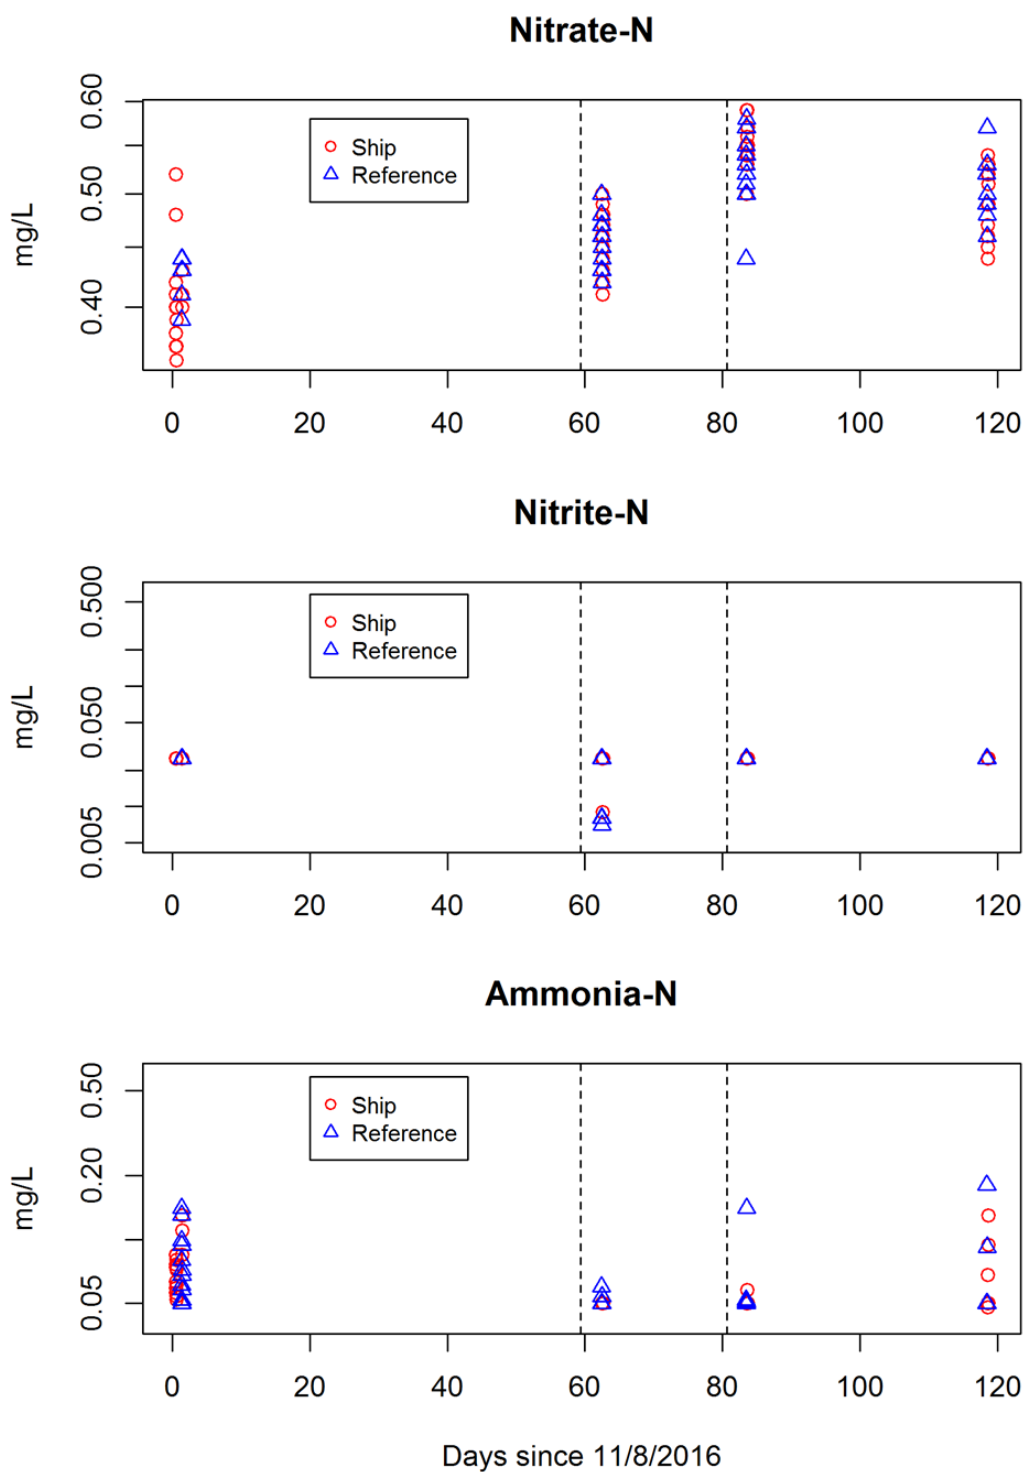 Nitrate-N
mg/L
0.60
0.50
0.40
Ship
Reference
0 20 40 60 80 100 120
Nitrite-N
mg/L
0.500
0.050
0.005
Ship
Reference
0 20 40 60 80 100 120
Ammonia-N
mg/L
0.50
0.20
0.05
Ship
Reference
0 20 40 60 80 100 120
Days since 11/8/2016